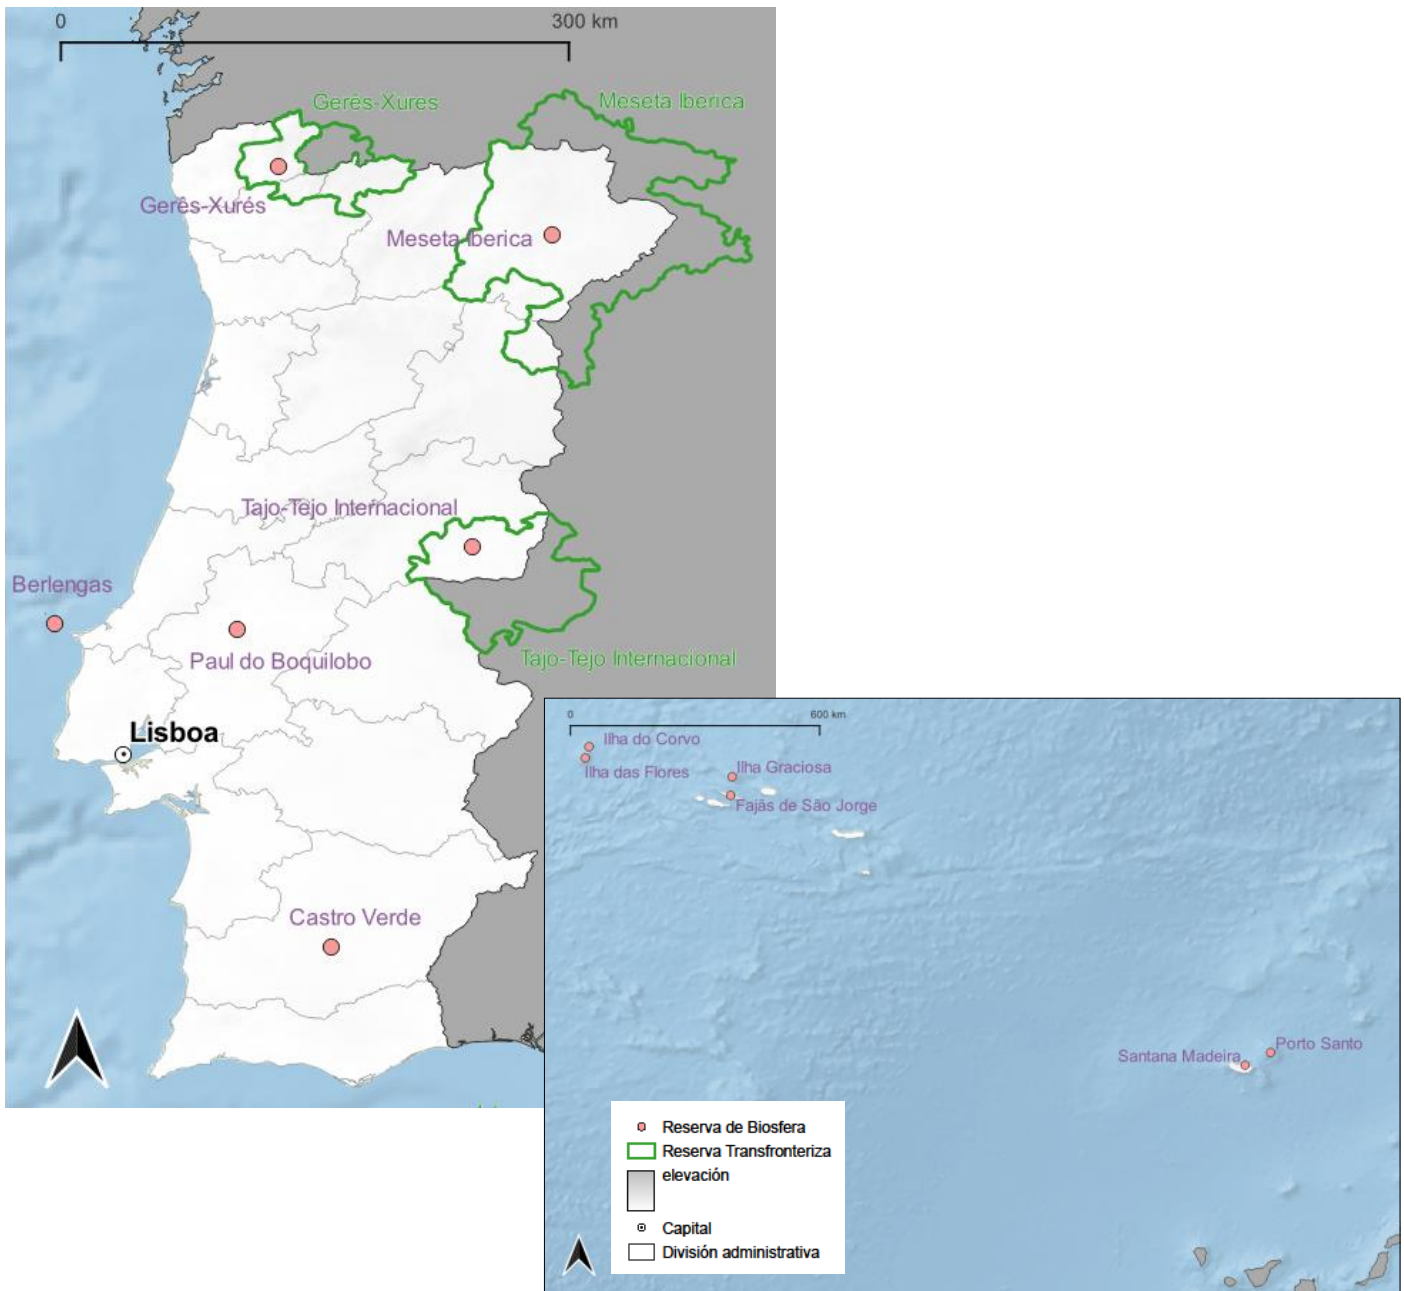 0
300 km
Gerês-Xures
Meseta Iberica
Gerês-Xurés
Meseta Iberica
Tajo-Tejo Internacional
Berlengas
Paul do Boquilobo
Tajo-Tejo Internacional
Lisboa
Castro Verde
0
600 km
Ilha do Corvo
Ilha das Flores
Ilha Graciosa
Fajãs de São Jorge
Santana Madeira
Porto Santo
Reserva de Biosfera
Reserva Transfronteriza
elevación
Capital
División administrativa